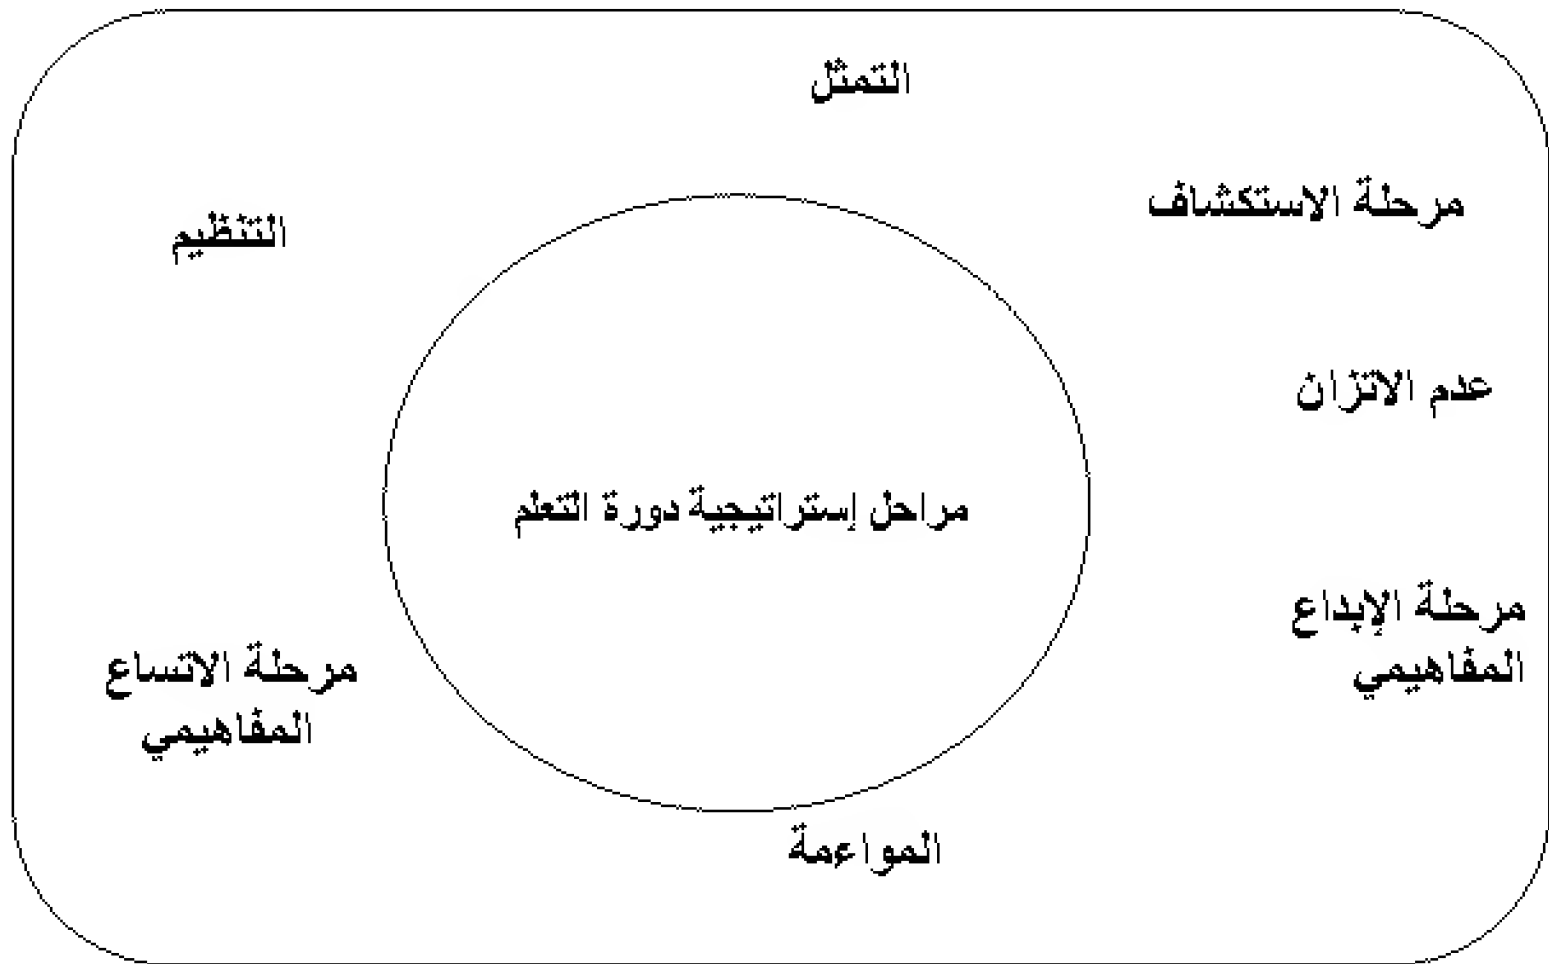 التمثل
مرحلة الاستكشاف
التنظيم
عدم الاتزان
مراحل إستراتيجية دورة التعلم
مرحلة الإبداع
المفاهيمي
مرحلة الاتساع
المفاهيمي
المواءمة